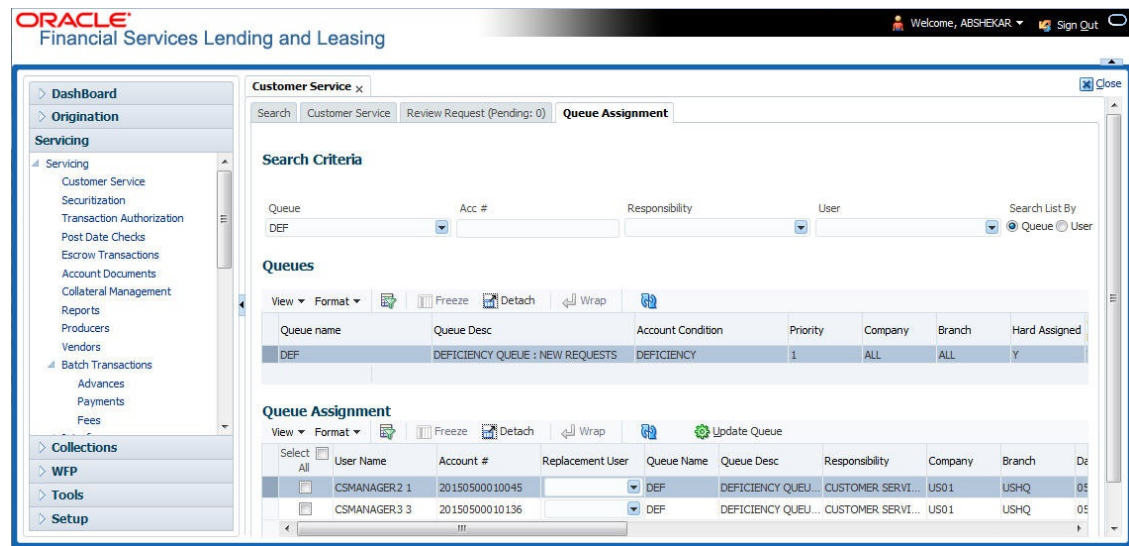 ORACLE
Financial Services Lending and Leasing
Welcome, ABSHEKAR
Sign Out
DashBoard
Origination
Servicing
Servicing
Customer Service
Securitization
Transaction Authorization
Post Date Checks
Escrow Transactions
Account Documents
Collateral Management
Reports
Producers
Vendors
Batch Transactions
Advances
Payments
Fees
Collections
WFP
Tools
Setup
Customer Service x
Close
Search Customer Service Review Request (Pending: 0) Queue Assignment
Search Criteria
Queue Acc # Responsibility User Search List By
DEF Queue User
Queues
View Format Freeze Detach Wrap
Queue name Queue Desc Account Condition Priority Company Branch Hard Assigned
DEF DEFICIENCY QUEUE : NEW REQUESTS DEFICIENCY 1 ALL ALL Y
Queue Assignment
View Format Freeze Detach Wrap Update Queue
Select All User Name Account # Replacement User Queue Name Queue Desc Responsibility Company Branch Da
CSMANAGER2 1 20150500010045 DEF DEFICIENCY QUEU... CUSTOMER SERVI... US01 USHQ 05
CSMANAGER3 3 20150500010136 DEF DEFICIENCY QUEU... CUSTOMER SERVI... US01 USHQ 05